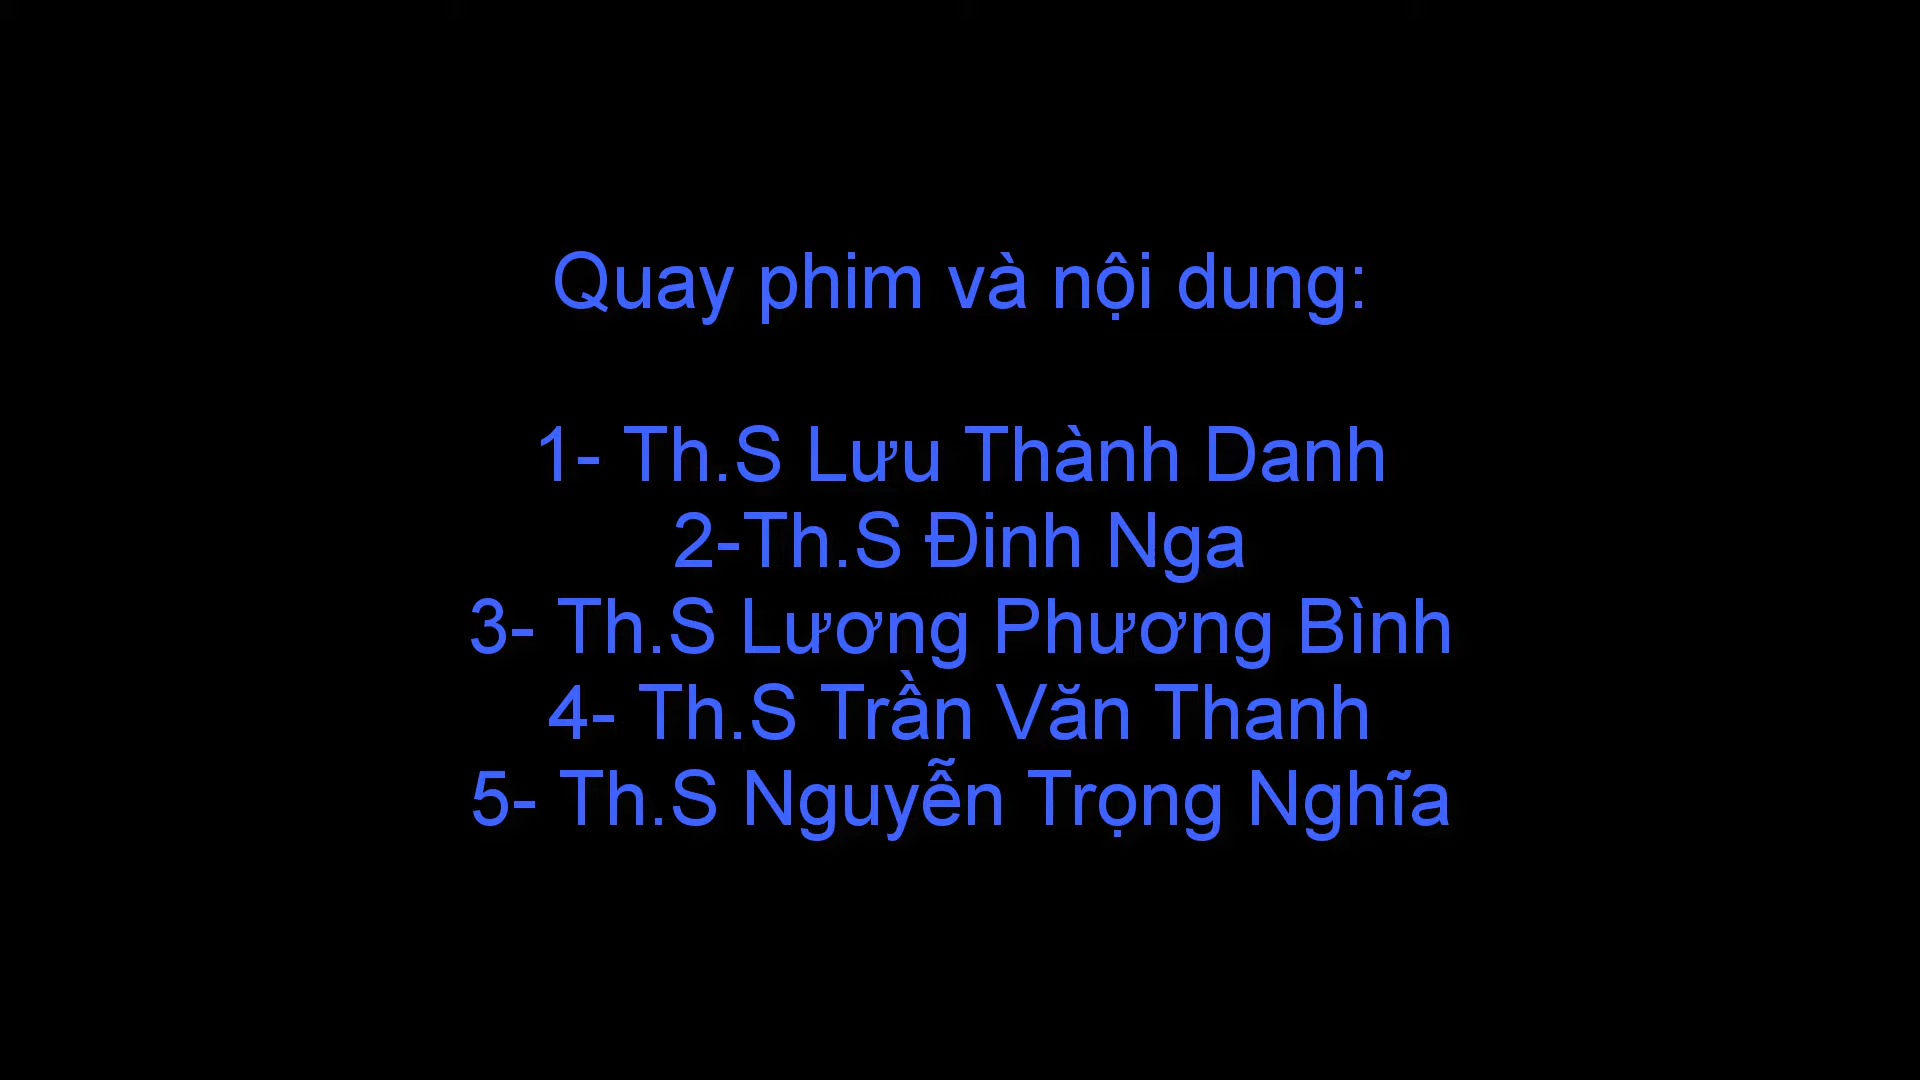 Quay phim và nội dung:
1- Th.S Lưu Thành Danh
2-Th.S Đinh Nga
3- Th.S Lương Phương Bình
4- Th.S Trần Văn Thanh
5- Th.S Nguyễn Trọng Nghĩa